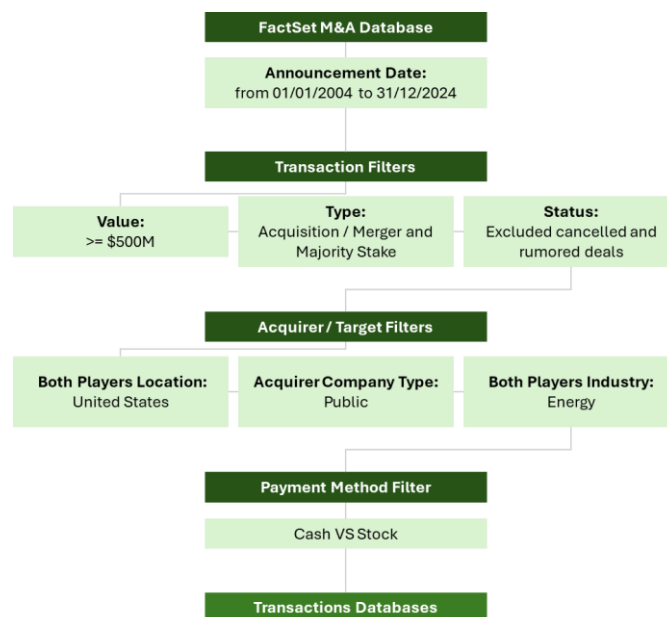 FactSet M&A Database
Announcement Date:
from 01/01/2004 to 31/12/2024
Transaction Filters
Value:
>= $500M
Type:
Acquisition / Merger and
Majority Stake
Status:
Excluded cancelled and
rumored deals
Acquirer / Target Filters
Both Players Location:
United States
Acquirer Company Type:
Public
Both Players Industry:
Energy
Payment Method Filter
Cash VS Stock
Transactions Databases